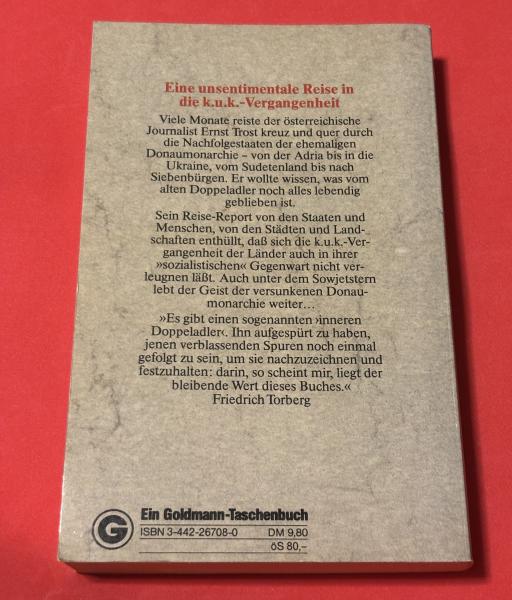 Eine unsentimentale Reise in
die k.u.k.-Vergangenheit
Viele Monate reiste der österreichische
Journalist Ernst Trost kreuz und quer durch
die Nachfolgestaaten der ehemaligen
Donaumonarchie – von der Adria bis in die
Ukraine, vom Sudetenland bis nach
Siebenbürgen. Er wollte wissen, was vom
alten Doppeladler noch alles lebendig
geblieben ist.
Sein Reise-Report von den Staaten und
Menschen, von den Städten und Land-
schaften enthüllt, daß sich die k.u.k.-Ver-
gangenheit der Länder auch in ihrer
»sozialistischen« Gegenwart nicht ver-
leugnen läßt. Auch unter dem Sowjetstern
lebt der Geist der versunkenen Donau-
monarchie weiter…
»Es gibt einen sogenannten ›inneren
Doppeladler‹. Ihn aufgespürt zu haben,
jenen verblassenden Spuren noch einmal
gefolgt zu sein, um sie nachzuzeichnen und
festzuhalten: darin, so scheint mir, liegt der
bleibende Wert dieses Buches.«
Friedrich Torberg
G
Ein Goldmann-Taschenbuch
ISBN 3-442-26708-0 DM 9,80
öS 80,–